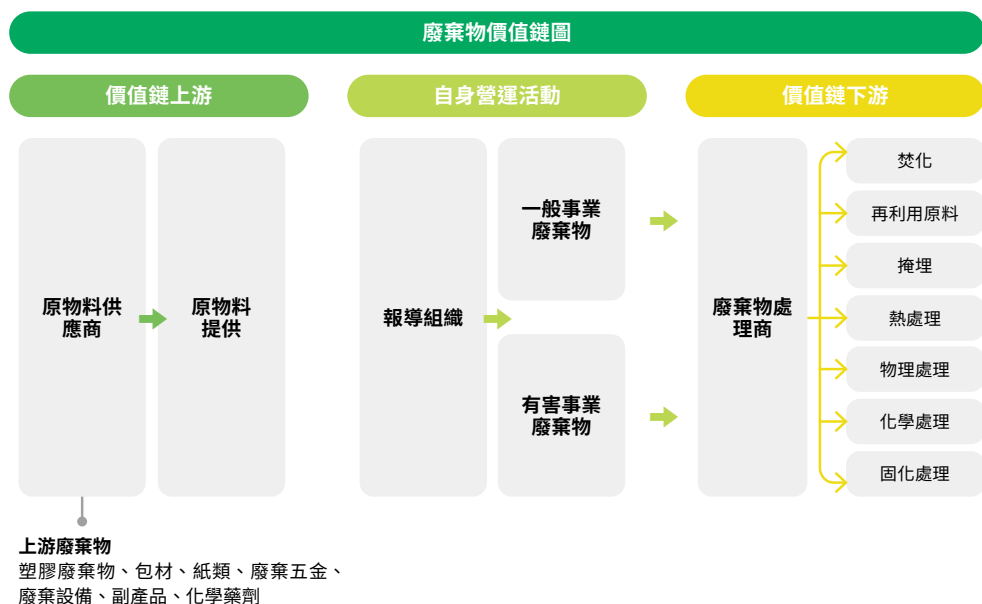 廢棄物價值鏈圖
價值鏈上游
自身營運活動
價值鏈下游
原物料供
應商
原物料
提供
報導組織
一般事業
廢棄物
有害事業
廢棄物
廢棄物處
理商
焚化
再利用原料
掩埋
熱處理
物理處理
化學處理
固化處理
上游廢棄物
塑膠廢棄物、包材、紙類、廢棄五金、
廢棄設備、副產品、化學藥劑